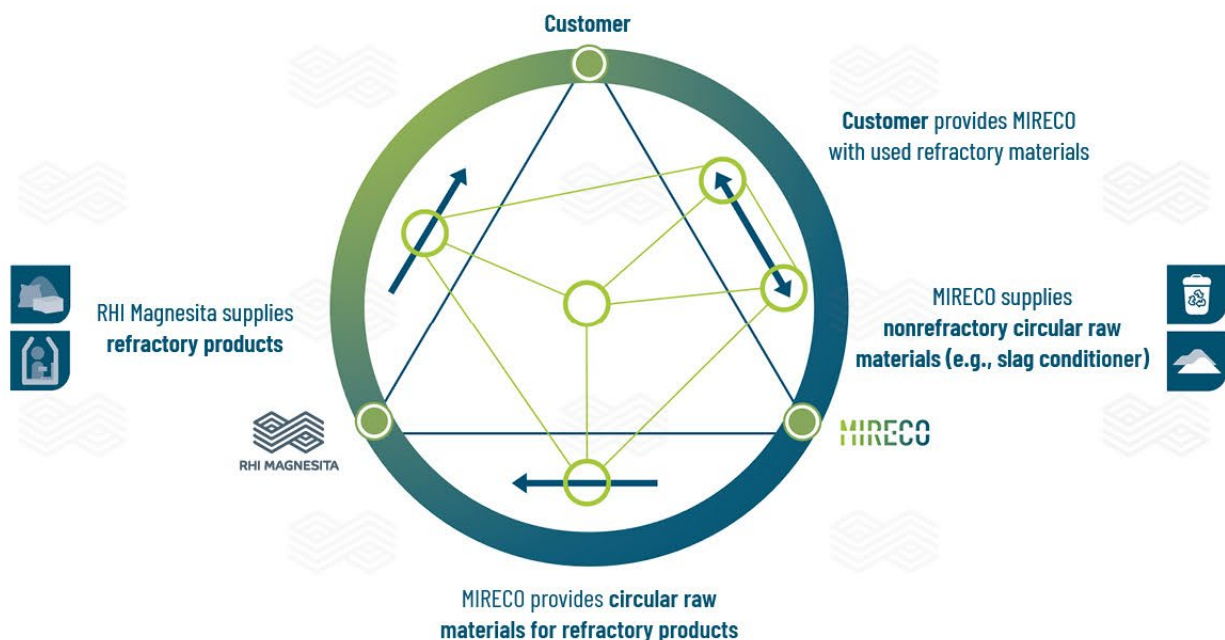 Customer
Customer provides MIRECO
with used refractory materials
RHI Magnesita supplies
refractory products
MIRECO supplies
nonrefractory circular raw
materials (e.g., slag conditioner)
RHI MAGNESITA
MIRECO
MIRECO provides circular raw
materials for refractory products